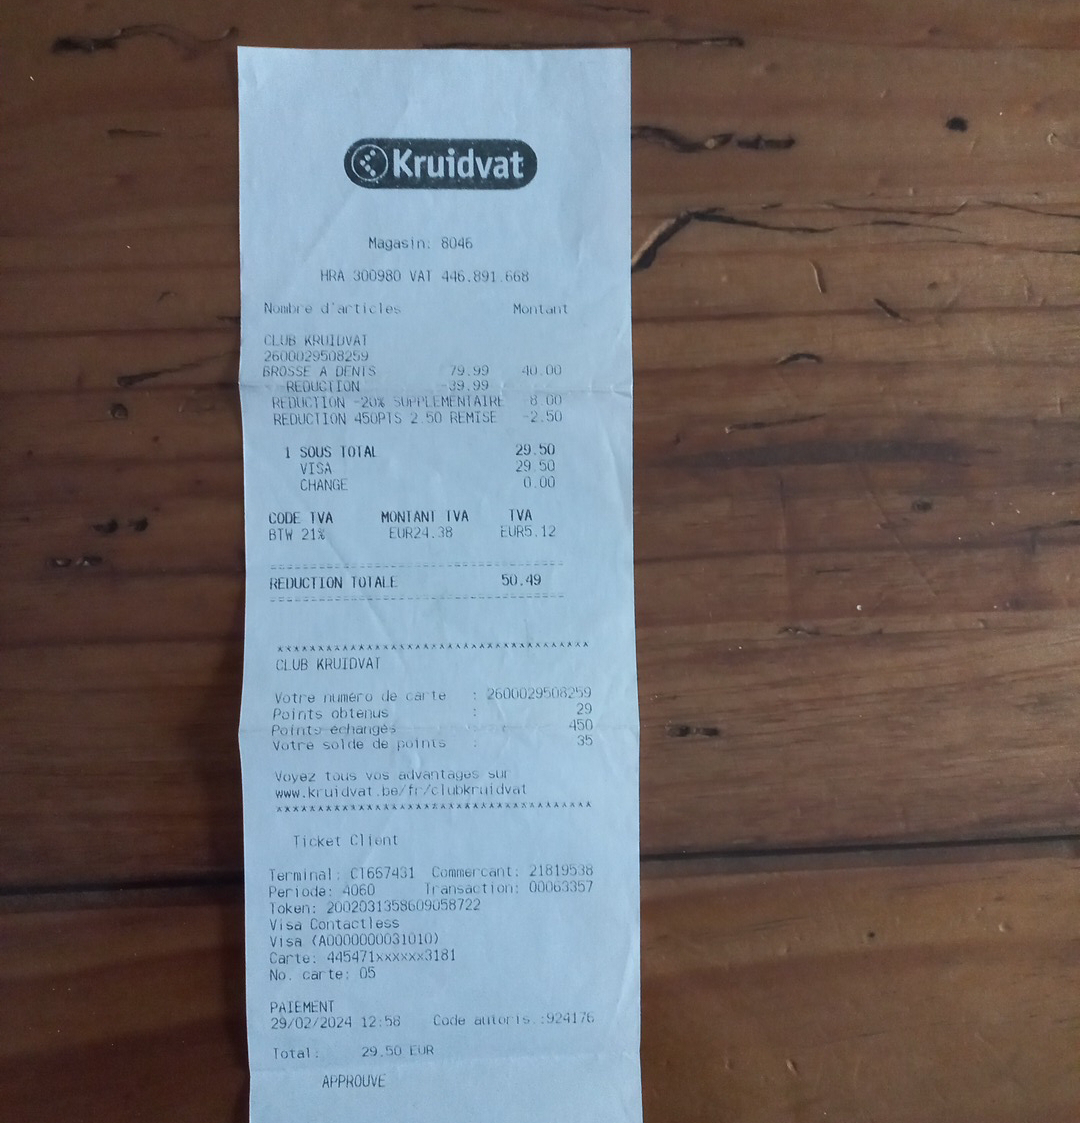 Kruidvat
Magasin: 8046
HRA 300980 VAT 446.891.668
Nombre d'articles Montant
CLUB KRUIDVAT
2600029508259
BROSSE A DENTS 79.99 40.00
REDUCTION -39.99
REDUCTION -20% SUPPLEMENTAIRE 8.00
REDUCTION 450PTS 2.50 REMISE -2.50
1 SOUS TOTAL 29.50
VISA 29.50
CHANGE 0.00
CODE TVA MONTANT TVA TVA
BTW 21% EUR24.38 EUR5.12
REDUCTION TOTALE 50.49
CLUB KRUIDVAT
Votre numéro de carte : 2600029508259
Points obtenus : 29
Points échangés : 450
Votre solde de points : 35
Voyez tous vos advantages sur
www.kruidvat.be/fr/clubkruidvat
Ticket Client
Terminal: CT667431 Commercant: 21819538
Periode: 4060 Transaction: 00063357
Token: 2002031358609058722
Visa Contactless
Visa (A0000000031010)
Carte: 445471xxxxxx3181
No. carte: 05
PAIEMENT
29/02/2024 12:58 Code autoris.:924176
Total: 29.50 EUR
APPROUVE